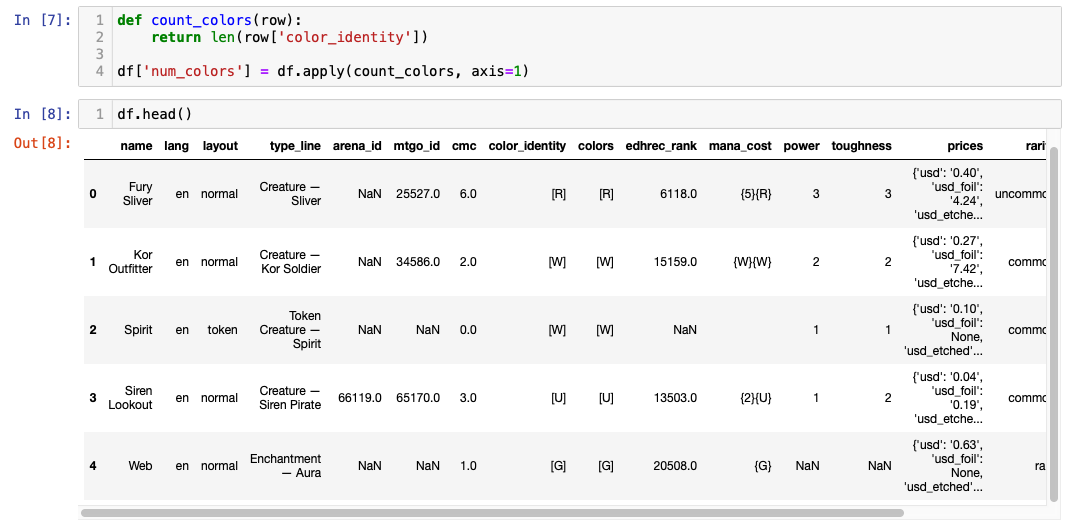 In [7]:
1 def count_colors(row):
2     return len(row['color_identity'])
3
4 df['num_colors'] = df.apply(count_colors, axis=1)
In [8]:
1 df.head()
Out[8]:
name lang layout type_line arena_id mtgo_id cmc color_identity colors edhrec_rank mana_cost power toughness prices rari
0 Fury Sliver en normal Creature — Sliver NaN 25527.0 6.0 [R] [R] 6118.0 {5}{R} 3 3 {'usd': '0.40', 'usd_foil': '4.24', 'usd_etche... uncommo
1 Kor Outfitter en normal Creature — Kor Soldier NaN 34586.0 2.0 [W] [W] 15159.0 {W}{W} 2 2 {'usd': '0.27', 'usd_foil': '7.42', 'usd_etche... commo
2 Spirit en token Token Creature — Spirit NaN NaN 0.0 [W] [W] NaN 1 1 {'usd': '0.10', 'usd_foil': None, 'usd_etched'... commo
3 Siren Lookout en normal Creature — Siren Pirate 66119.0 65170.0 3.0 [U] [U] 13503.0 {2}{U} 1 2 {'usd': '0.04', 'usd_foil': '0.19', 'usd_etche... commo
4 Web en normal Enchantment — Aura NaN NaN 1.0 [G] [G] 20508.0 {G} NaN NaN {'usd': '0.63', 'usd_foil': None, 'usd_etched'... ra